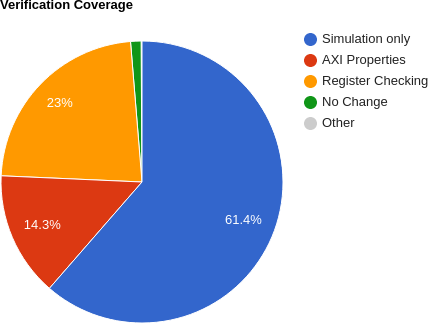 Verification Coverage
Simulation only
AXI Properties
Register Checking
No Change
Other
23%
14.3%
61.4%